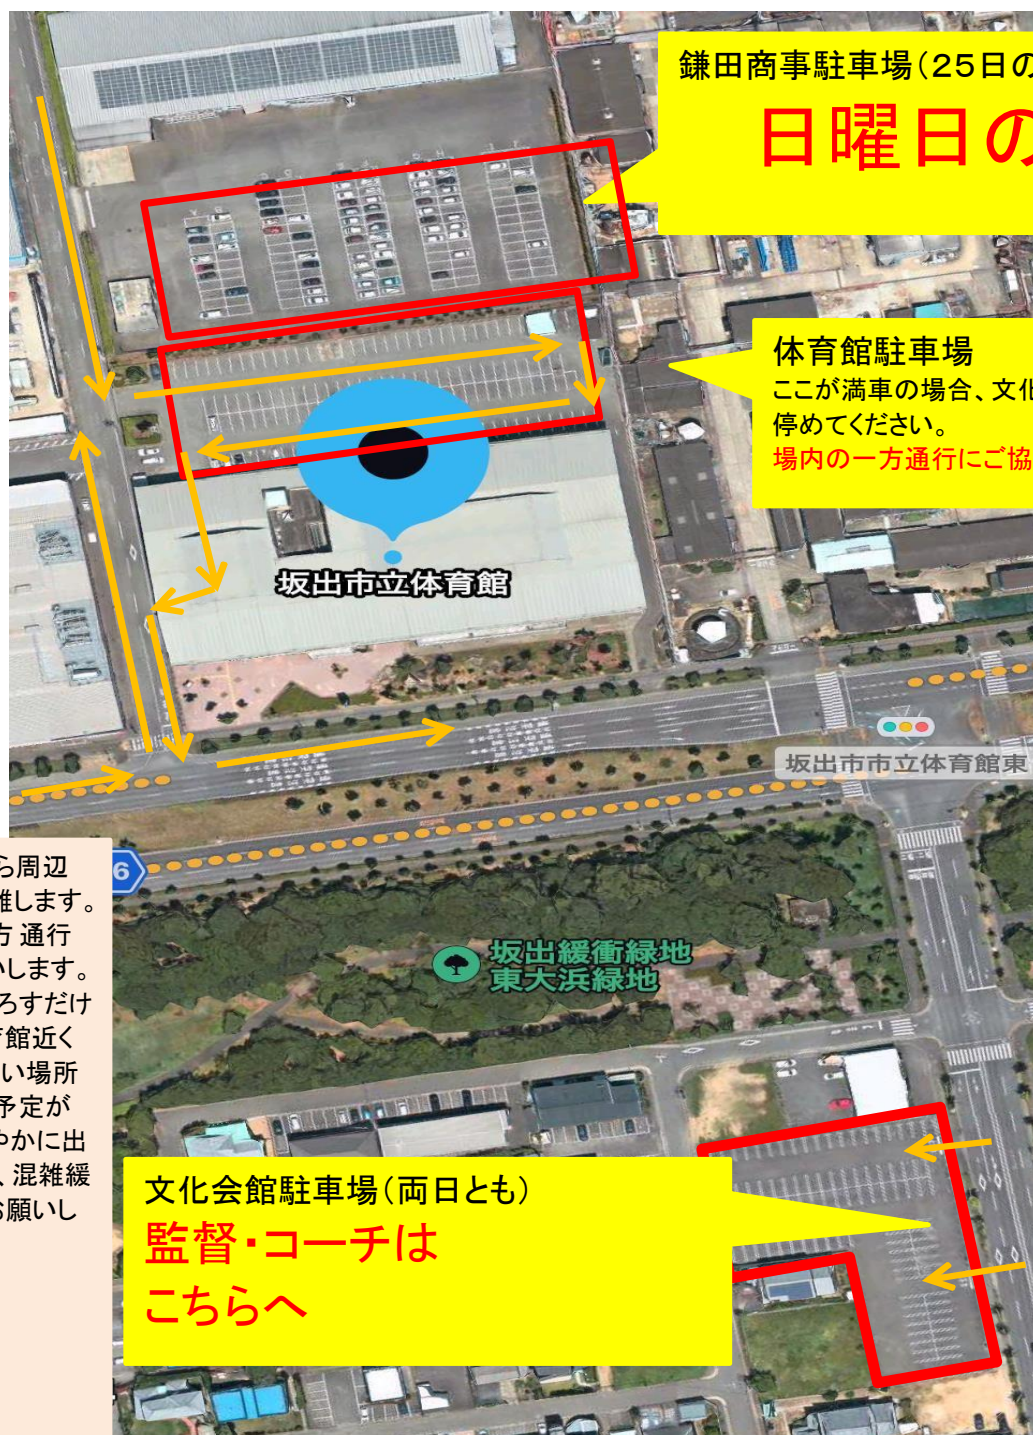 鎌田商事駐車場（２５日の
日曜日の
体育館駐車場
ここが満車の場合、文化
停めてください。
場内の一方通行にご協
坂出市立体育館
坂出市市立体育館東
ら周辺
雑します。
方 通行
いします。
ろすだけ
育館近く
い場所
予定が
やかに出
、混雑緩
お願いし
6
坂出緩衝緑地
東大浜緑地
文化会館駐車場（両日とも）
監督・コーチは
こちらへ